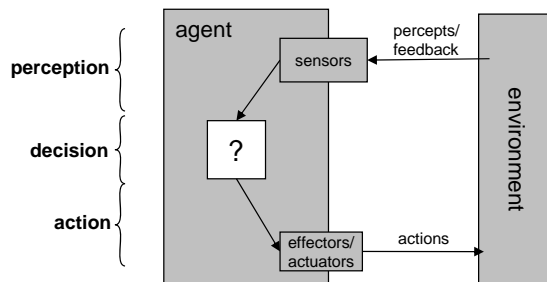 agent
percepts/
feedback
sensors
perception
environment
decision
?
action
effectors/
actuators
actions